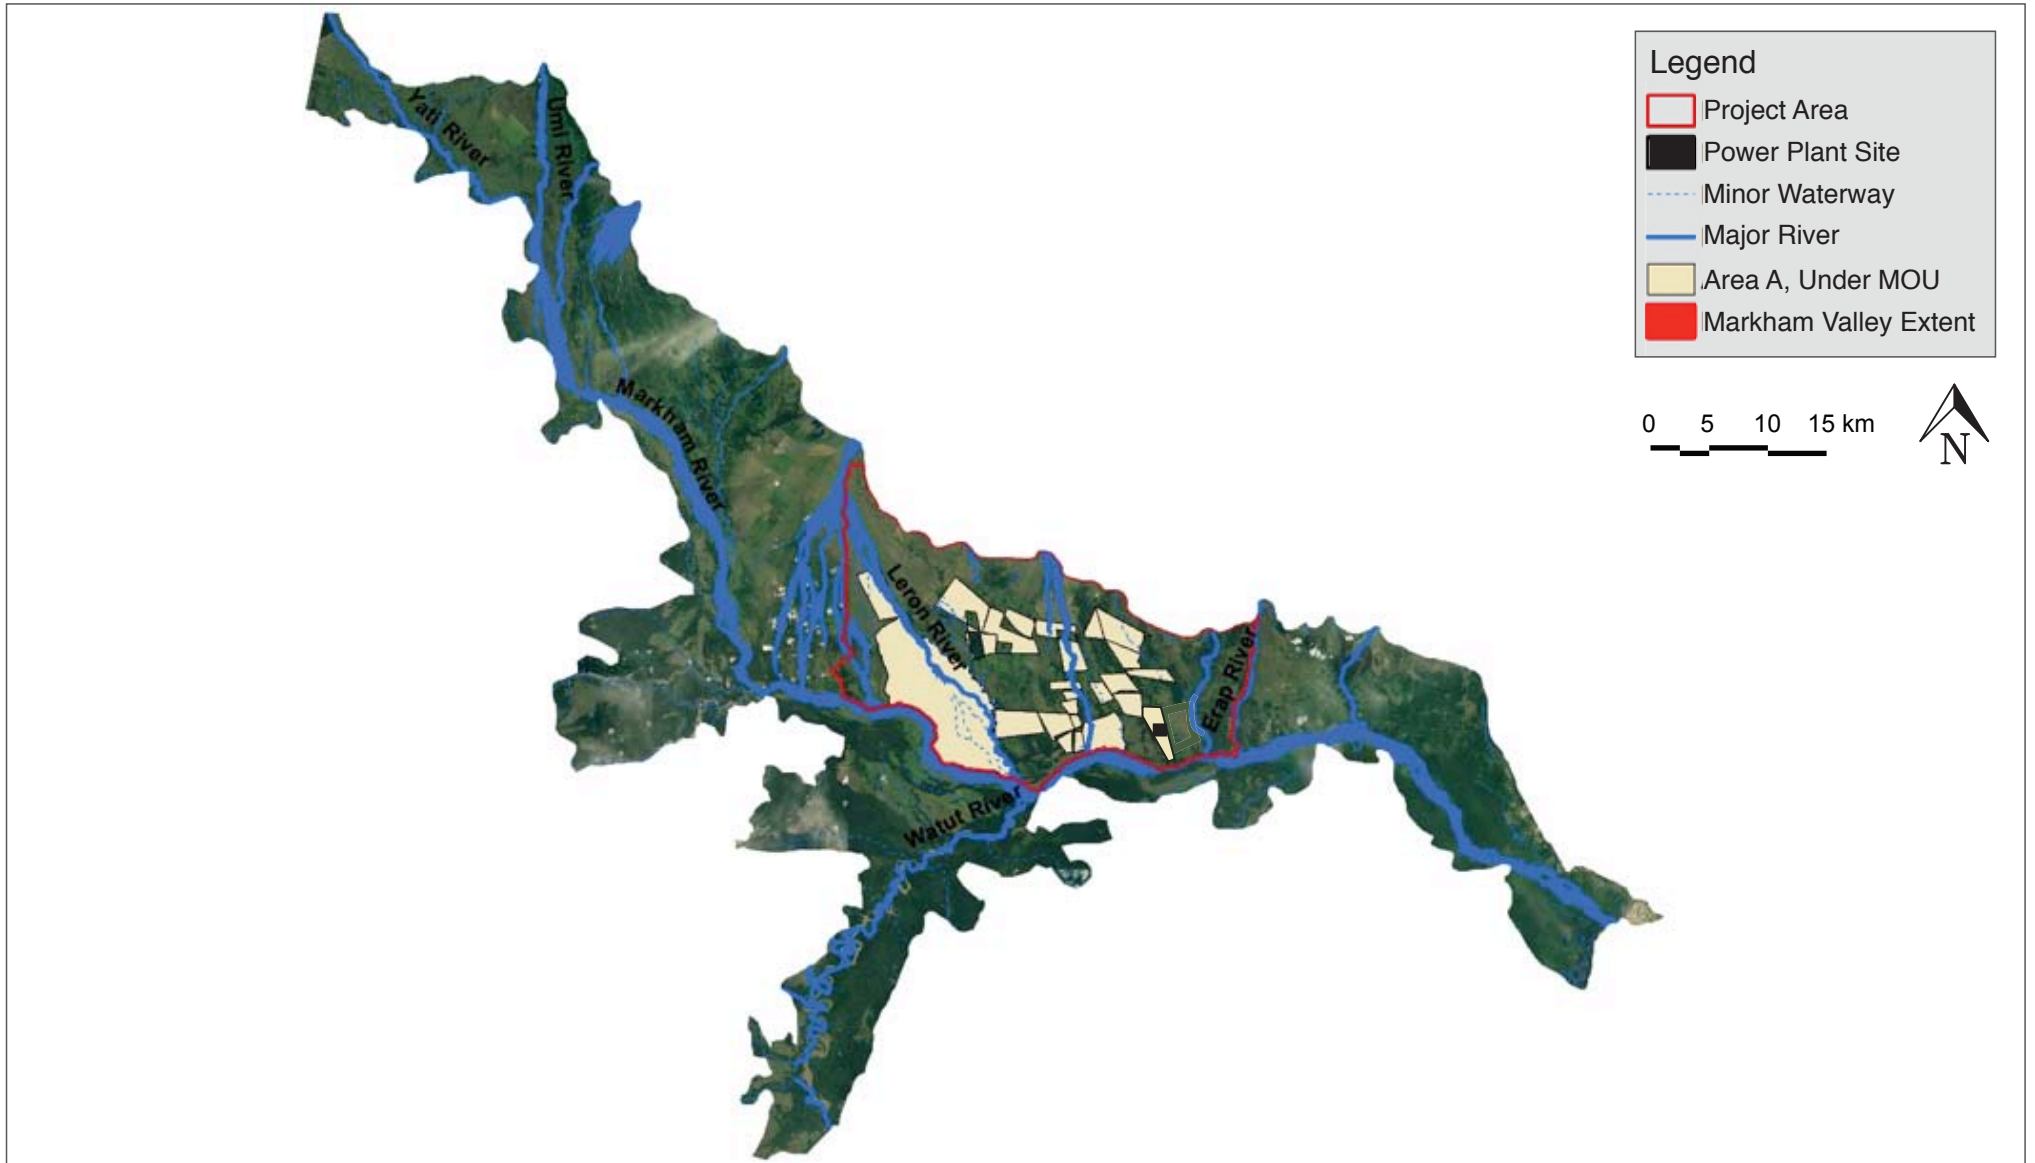 Legend
Project Area
Power Plant Site
Minor Waterway
Major River
Area A, Under MOU
Markham Valley Extent
0 5 10 15 km
N
Yati River
Umi River
Markham River
Leron River
Erap River
Watut River